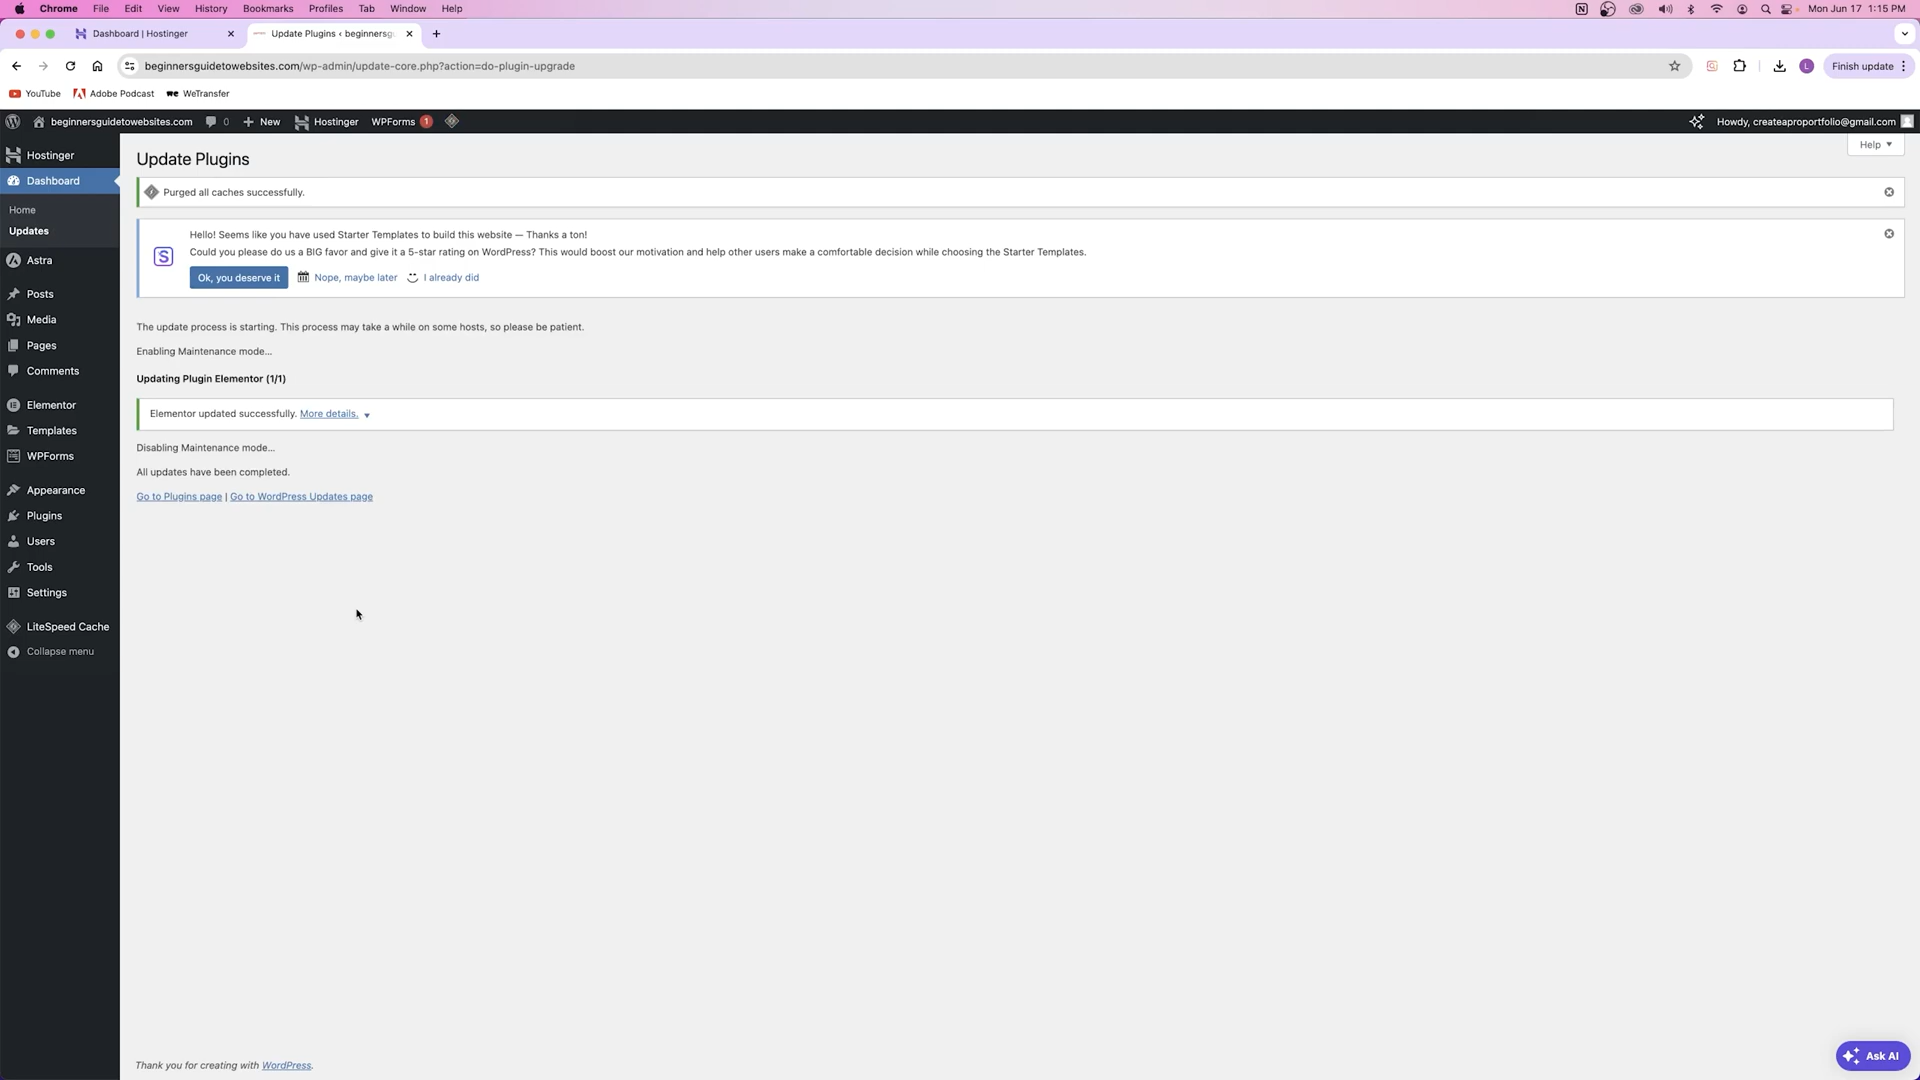 Chrome File Edit View History Bookmarks Profiles Tab Window Help Mon Jun 17 1:15 PM
Dashboard | Hostinger Update Plugins ‹ beginnersgu
beginnersguidetowebsites.com/wp-admin/update-core.php?action=do-plugin-upgrade L Finish update
YouTube Adobe Podcast WeTransfer
beginnersguidetowebsites.com 0 New Hostinger WPForms 1 Howdy, createaproportfolio@gmail.com
Help
Hostinger
Dashboard
Home
Updates
Astra
Posts
Media
Pages
Comments
Elementor
Templates
WPForms
Appearance
Plugins
Users
Tools
Settings
LiteSpeed Cache
Collapse menu
Update Plugins
Purged all caches successfully.
Hello! Seems like you have used Starter Templates to build this website — Thanks a ton!
Could you please do us a BIG favor and give it a 5-star rating on WordPress? This would boost our motivation and help other users make a comfortable decision while choosing the Starter Templates.
Ok, you deserve it Nope, maybe later I already did
The update process is starting. This process may take a while on some hosts, so please be patient.
Enabling Maintenance mode…
Updating Plugin Elementor (1/1)
Elementor updated successfully. More details.
Disabling Maintenance mode…
All updates have been completed.
Go to Plugins page | Go to WordPress Updates page
Thank you for creating with WordPress.
Ask AI